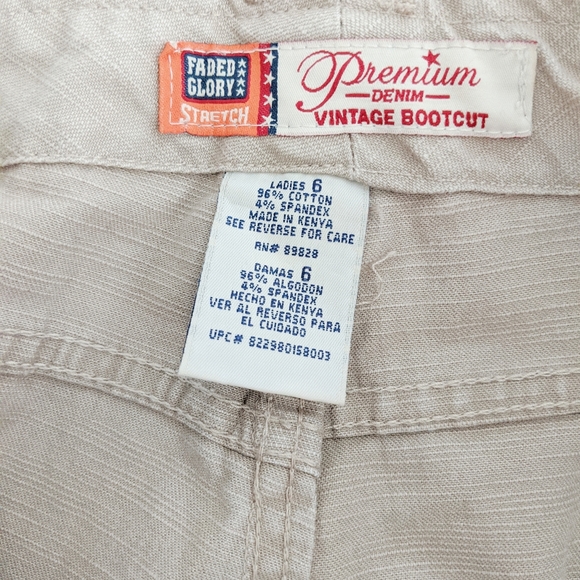 FADED
GLORY
STRETCH
Premium
DENIM
VINTAGE BOOTCUT
LADIES 6
96% COTTON
4% SPANDEX
MADE IN KENYA
SEE REVERSE FOR CARE
RN# 89828
DAMAS 6
96% ALGODON
4% SPANDEX
HECHO EN KENYA
VER AL REVERSO PARA
EL CUIDADO
UPC# 822980158003